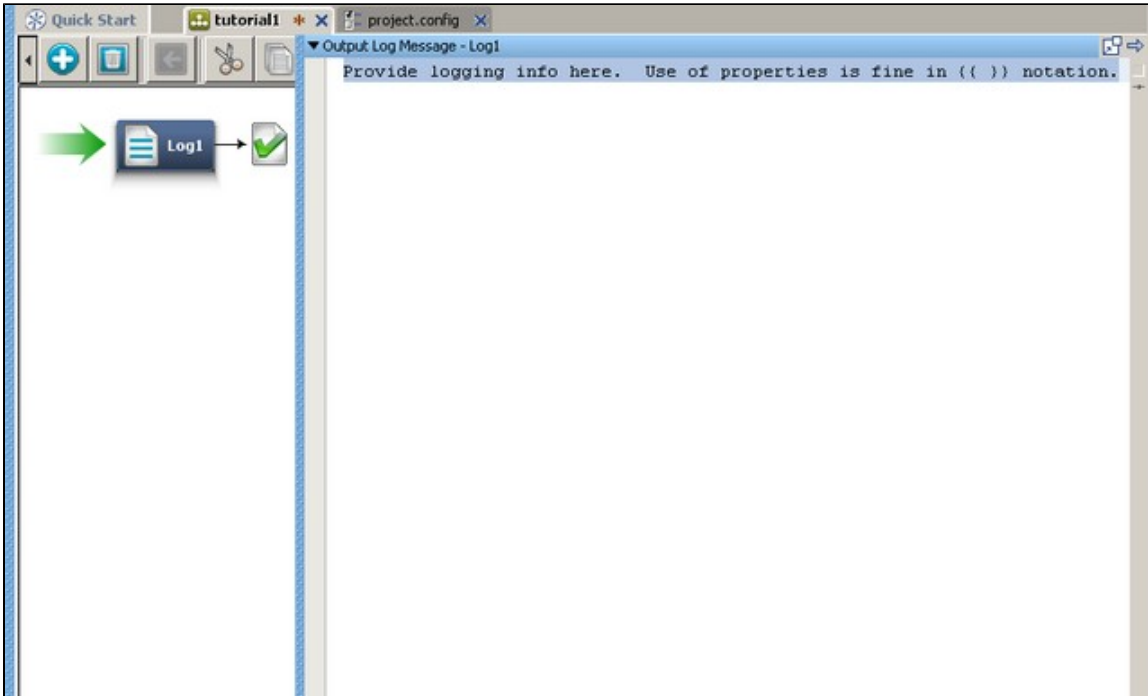 Quick Start
tutorial1 *
project.config
Output Log Message - Log1
Provide logging info here.  Use of properties is fine in {{ }} notation.
Log1